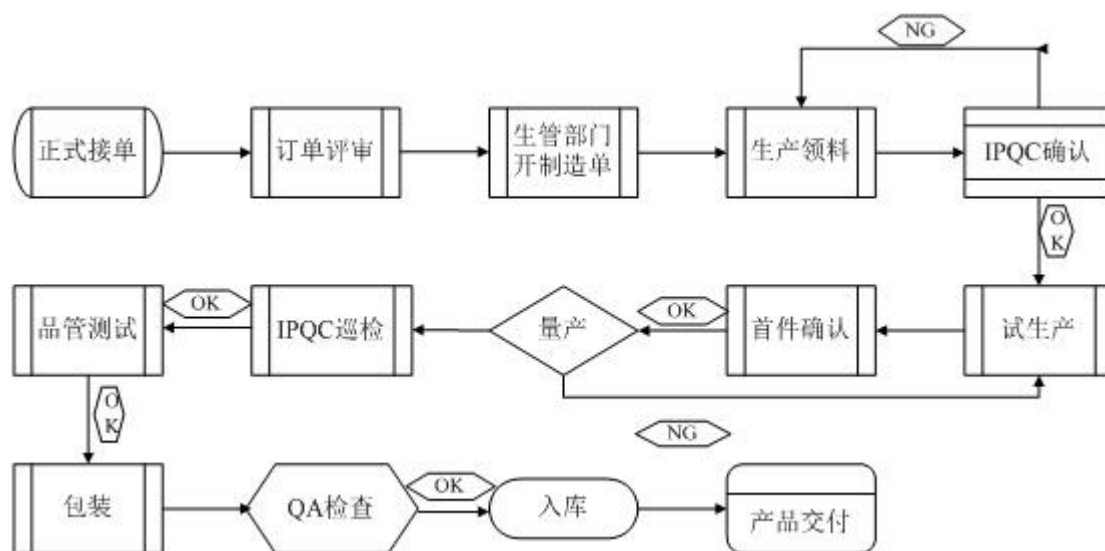 NG
正式接单
订单评审
生管部门
开制造单
生产领料
IPQC确认
O
K
品管测试
OK
IPQC巡检
量产
OK
首件确认
试生产
O
K
NG
包装
QA检查
OK
入库
产品交付